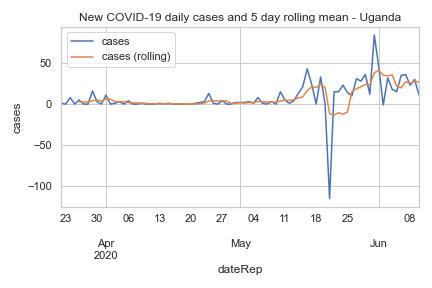 New COVID-19 daily cases and 5 day rolling mean - Uganda
cases
cases (rolling)
cases
50
0
−50
−100
23 30 06 13 20 27 04 11 18 25 08
Apr May Jun
2020
dateRep